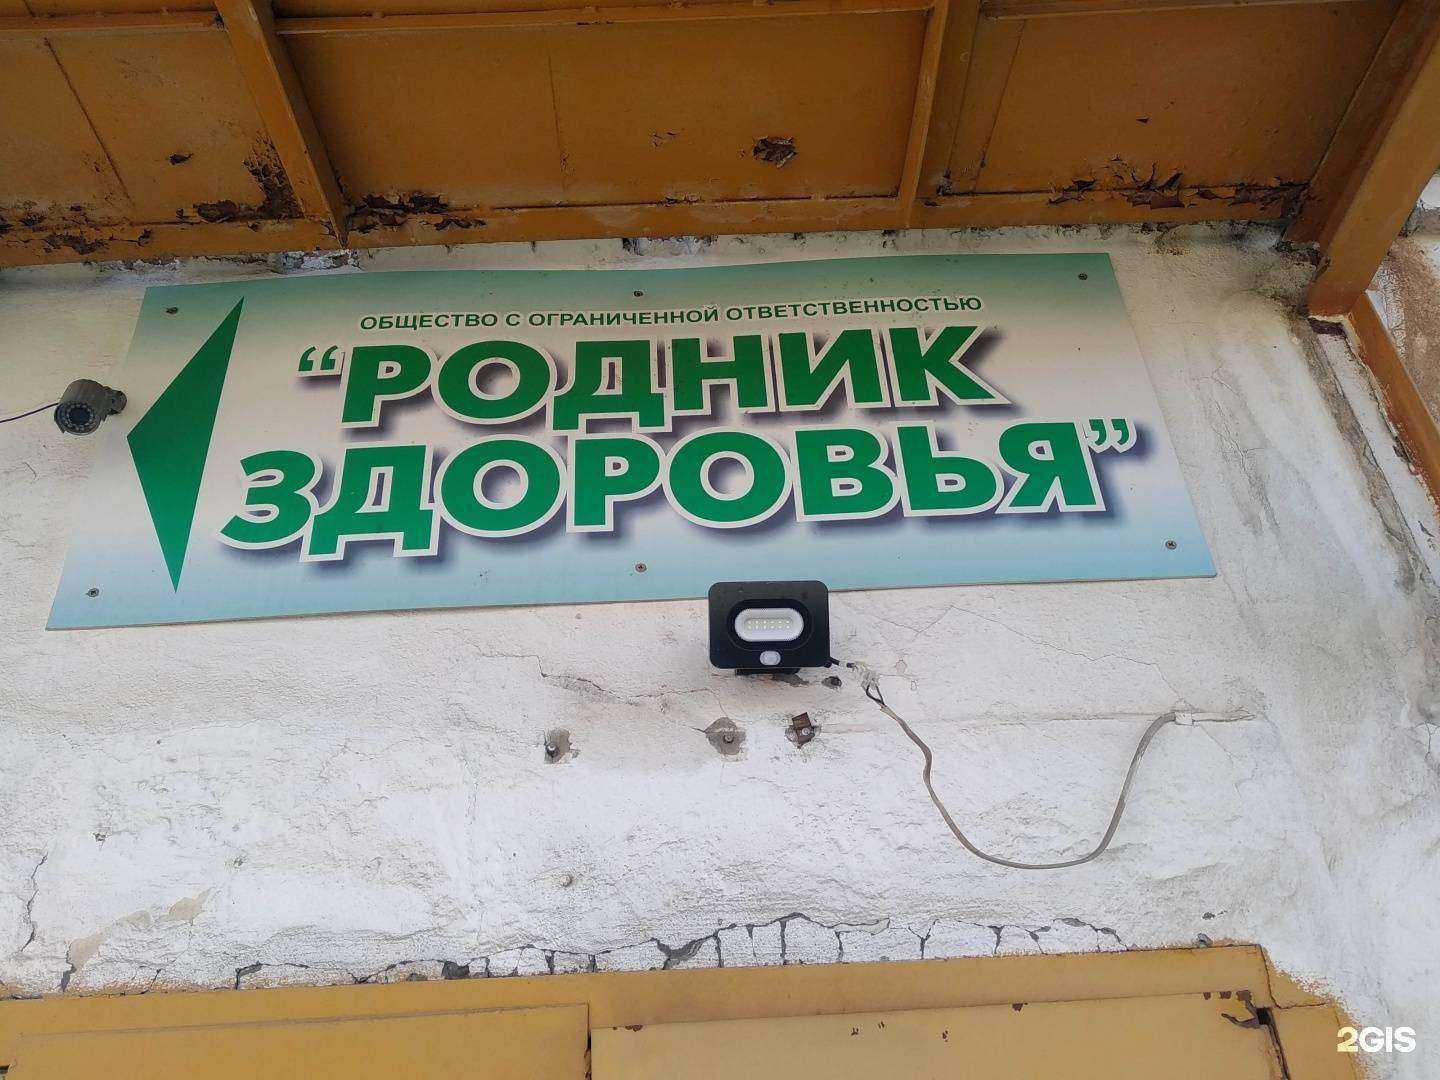 ОБЩЕСТВО С ОГРАНИЧЕННОЙ ОТВЕТСТВЕННОСТЬЮ
“РОДНИК
ЗДОРОВЬЯ”
2GIS